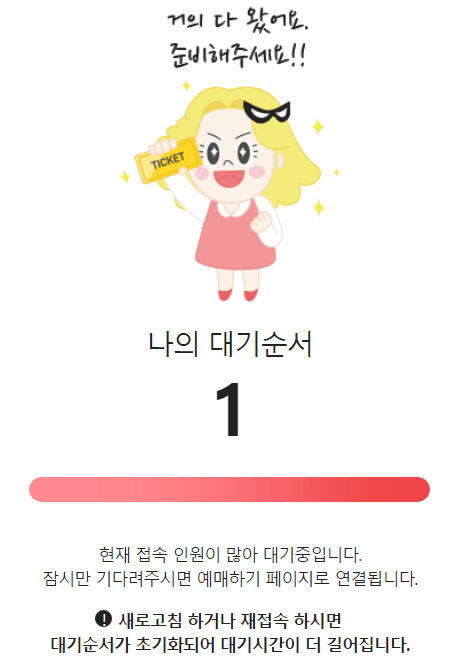 거의 다 왔어요.
준비해주세요!!
TICKET
나의 대기순서
1
현재 접속 인원이 많아 대기중입니다.
잠시만 기다려주시면 예매하기 페이지로 연결됩니다.
! 새로고침 하거나 재접속 하시면
대기순서가 초기화되어 대기시간이 더 길어집니다.